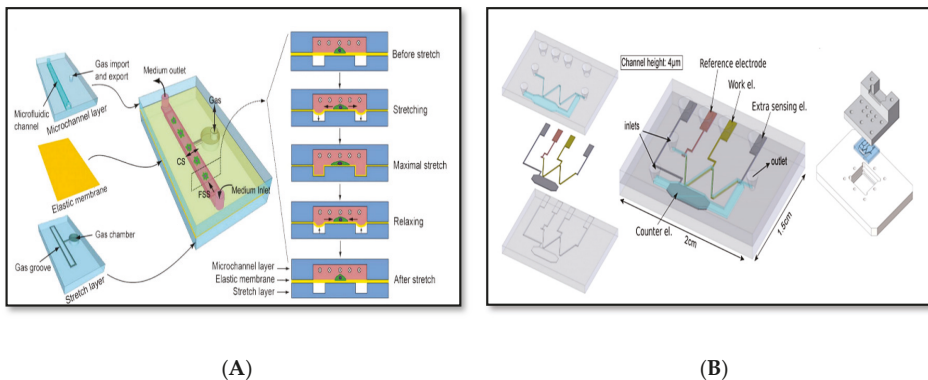 Gas import
and export
Microfluidic
channel
Microchannel layer
Elastic membrane
Gas chamber
Gas groove
Stretch layer
Medium outlet
Gas
CS
FSS
Medium Inlet
Before stretch
Stretching
Maximal stretch
Relaxing
Microchannel layer
Elastic membrane
Stretch layer
After stretch
(A)
B)
Channel height: 4μm
Reference electrode
Work el.
Extra sensing el.
inlets
outlet
Counter el.
2cm
1.5cm
(B)